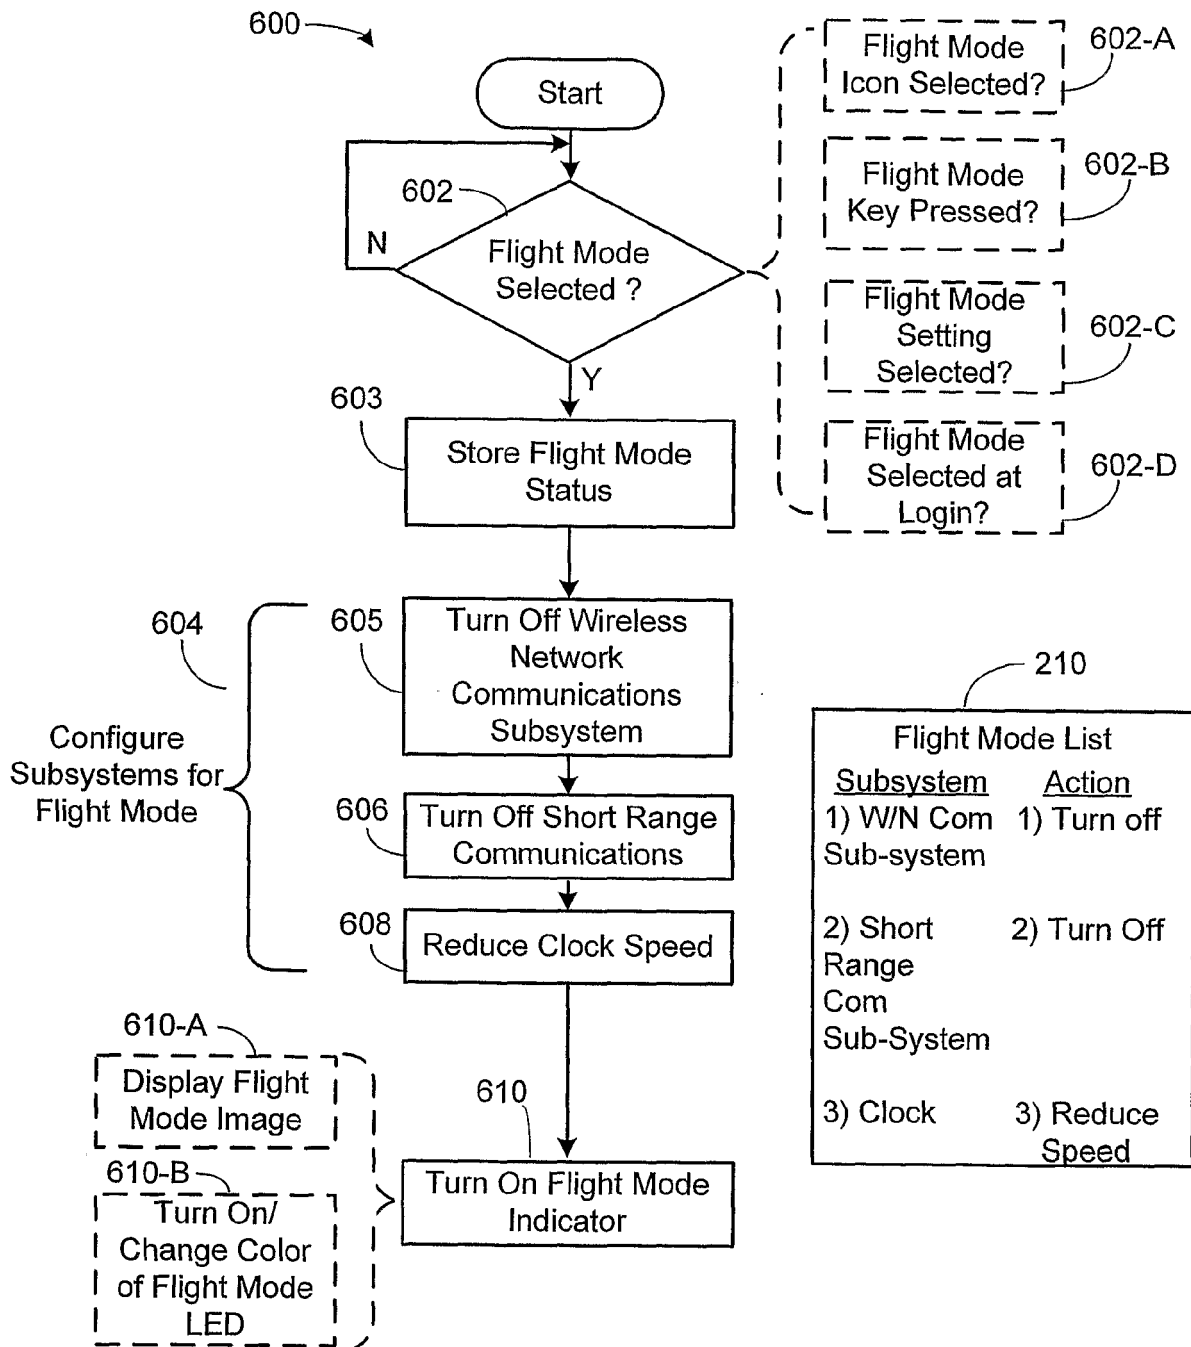 600
Start
602
N
Flight Mode
Selected ?
Y
Flight Mode
Icon Selected?
602-A
Flight Mode
Key Pressed?
602-B
Flight Mode
Setting
Selected?
602-C
Flight Mode
Selected at
Login?
602-D
603
Store Flight Mode
Status
604
Configure
Subsystems for
Flight Mode
605
Turn Off Wireless
Network
Communications
Subsystem
606
Turn Off Short Range
Communications
608
Reduce Clock Speed
210
Flight Mode List
Subsystem Action
1) W/N Com 1) Turn off
Sub-system
2) Short 2) Turn Off
Range
Com
Sub-System
3) Clock 3) Reduce
Speed
610-A
Display Flight
Mode Image
610-B
Turn On/
Change Color
of Flight Mode
LED
610
Turn On Flight Mode
Indicator